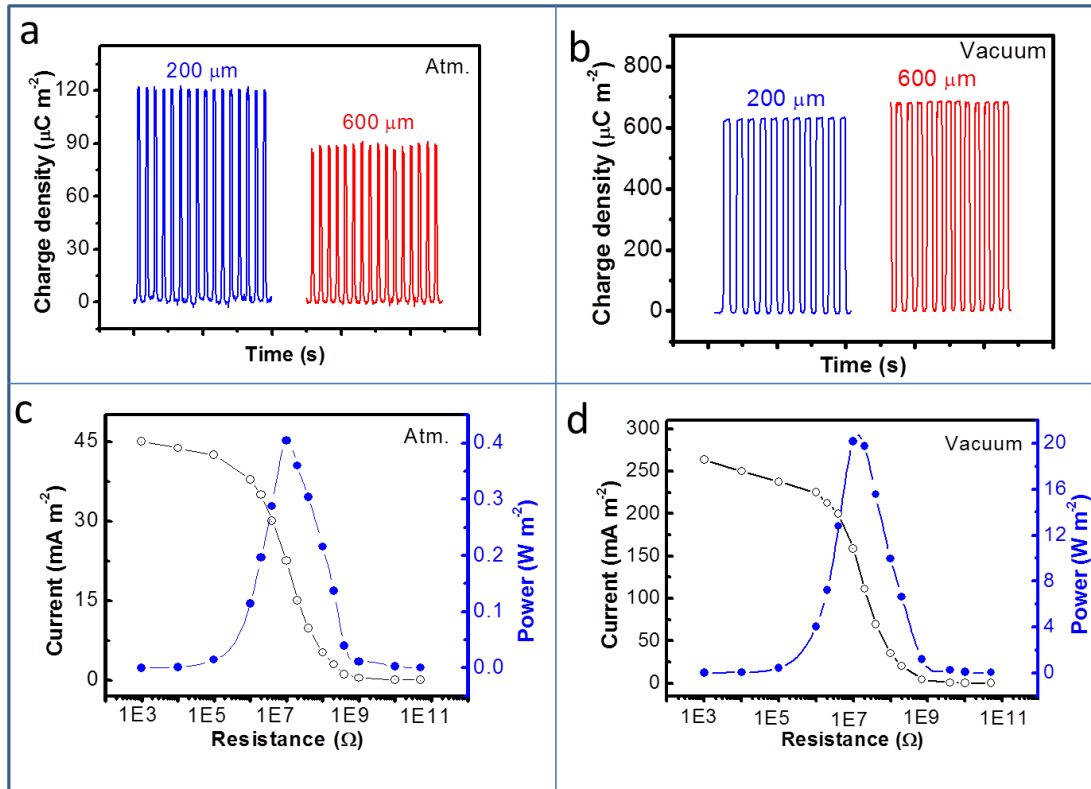 a
Atm.
200 μm
600 μm
120
90
60
30
0
Charge density (μC m-2)
Time (s)
b
Vacuum
200 μm
600 μm
800
600
400
200
0
Charge density (μC m-2)
Time (s)
c
Atm.
45
30
15
0
Current (mA m-2)
0.4
0.3
0.2
0.1
0.0
Power (W m-2)
1E3 1E5 1E7 1E9 1E11
Resistance (Ω)
d
Vacuum
300
250
200
150
100
50
0
Current (mA m-2)
20
16
12
8
4
0
Power (W m-2)
1E3 1E5 1E7 1E9 1E11
Resistance (Ω)